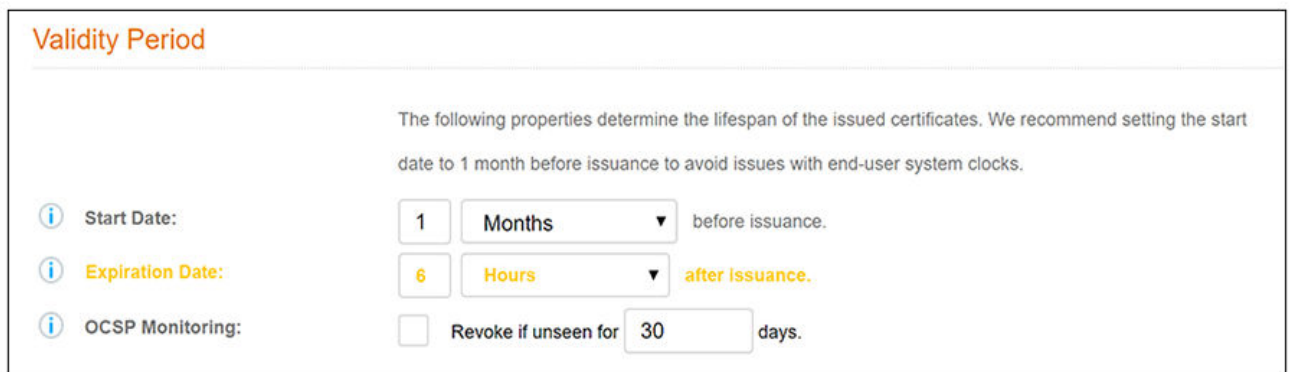 Validity Period
The following properties determine the lifespan of the issued certificates. We recommend setting the start
date to 1 month before issuance to avoid issues with end-user system clocks.
Start Date: 1 Months before issuance.
Expiration Date: 6 Hours after issuance.
OCSP Monitoring: Revoke if unseen for 30 days.